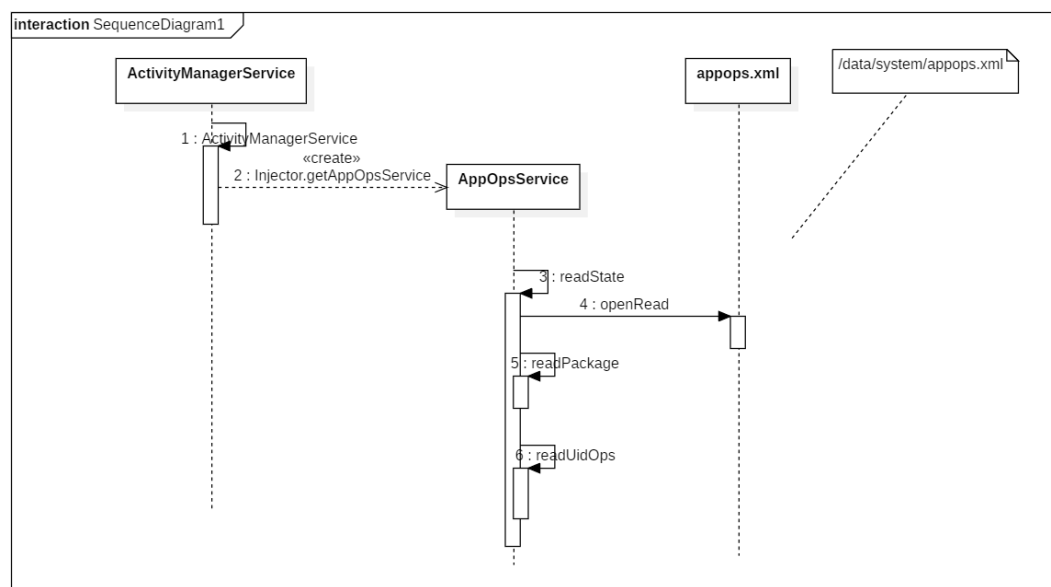 interaction SequenceDiagram1
ActivityManagerService
appops.xml
/data/system/appops.xml
1 : ActivityManagerService
«create»
2 : Injector.getAppOpsService
AppOpsService
3 : readState
4 : openRead
5 : readPackage
6 : readUidOps